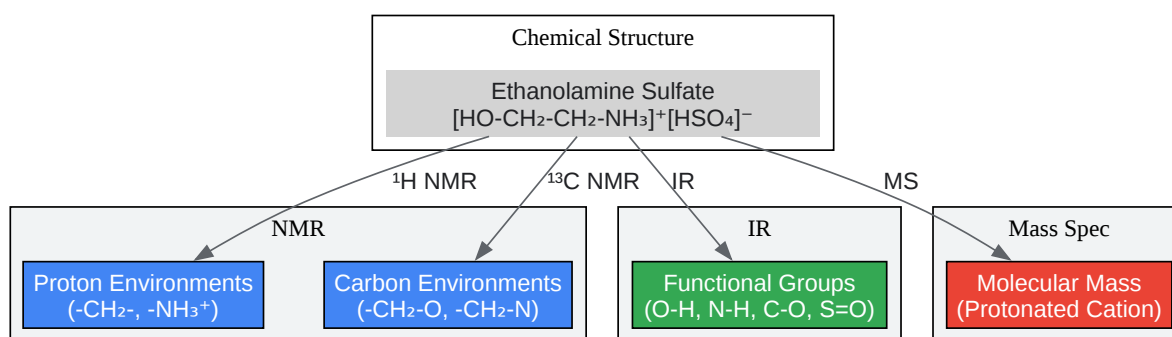 Chemical Structure
Ethanolamine Sulfate
[HO-CH₂-CH₂-NH₃]⁺[HSO₄]⁻
¹H NMR
¹³C NMR
IR
MS
NMR
IR
Mass Spec
Proton Environments
(-CH₂-, -NH₃⁺)
Carbon Environments
(-CH₂-O, -CH₂-N)
Functional Groups
(O-H, N-H, C-O, S=O)
Molecular Mass
(Protonated Cation)